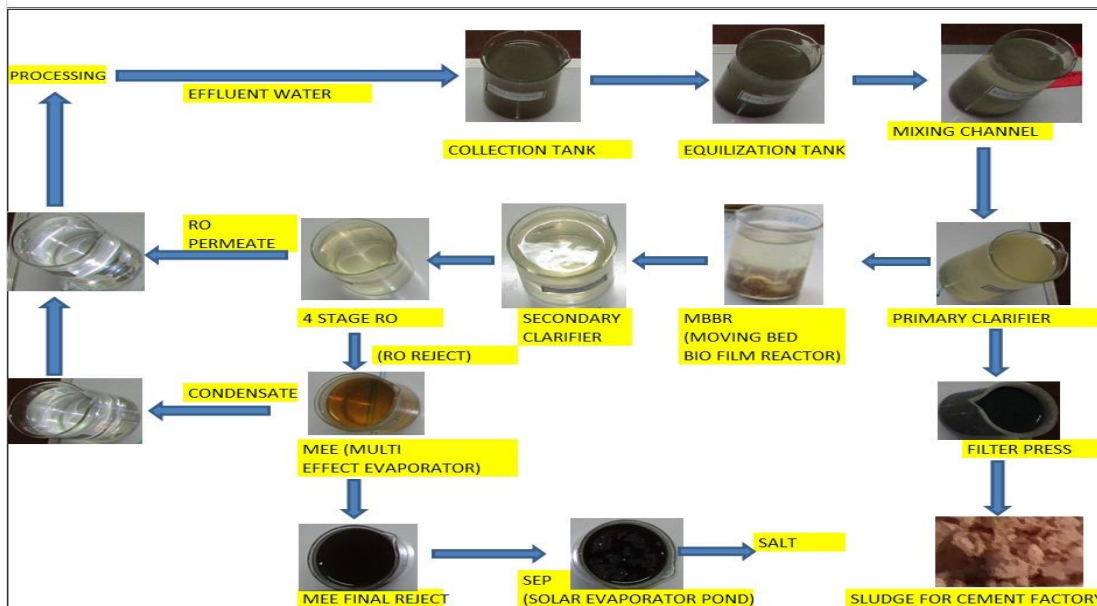 PROCESSING
EFFLUENT WATER
COLLECTION TANK
EQUILIZATION TANK
MIXING CHANNEL
RO
PERMEATE
4 STAGE RO
SECONDARY
CLARIFIER
MBBR
(MOVING BED
BIO FILM REACTOR)
PRIMARY CLARIFIER
(RO REJECT)
CONDENSATE
MEE (MULTI
EFFECT EVAPORATOR)
FILTER PRESS
MEE FINAL REJECT
SEP
(SOLAR EVAPORATOR POND)
SALT
SLUDGE FOR CEMENT FACTORY